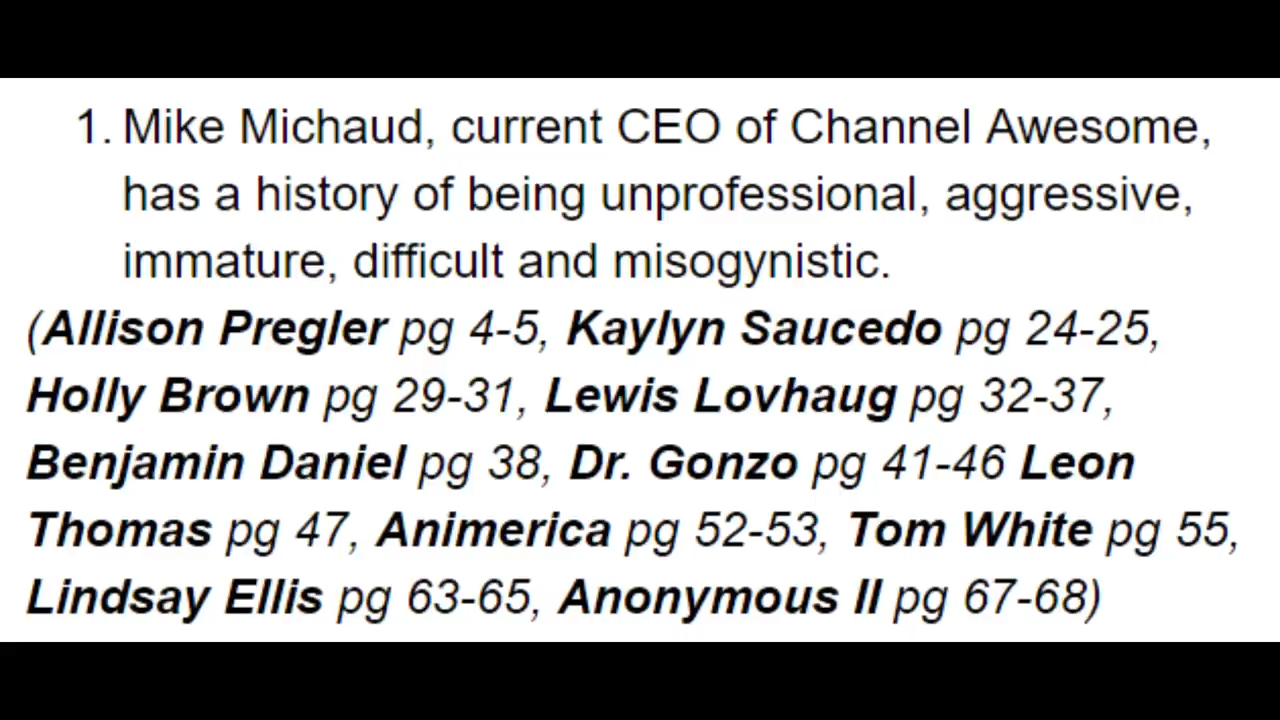 1. Mike Michaud, current CEO of Channel Awesome,
has a history of being unprofessional, aggressive,
immature, difficult and misogynistic.
(Allison Pregler pg 4-5, Kaylyn Saucedo pg 24-25,
Holly Brown pg 29-31, Lewis Lovhaug pg 32-37,
Benjamin Daniel pg 38, Dr. Gonzo pg 41-46 Leon
Thomas pg 47, Animerica pg 52-53, Tom White pg 55,
Lindsay Ellis pg 63-65, Anonymous II pg 67-68)